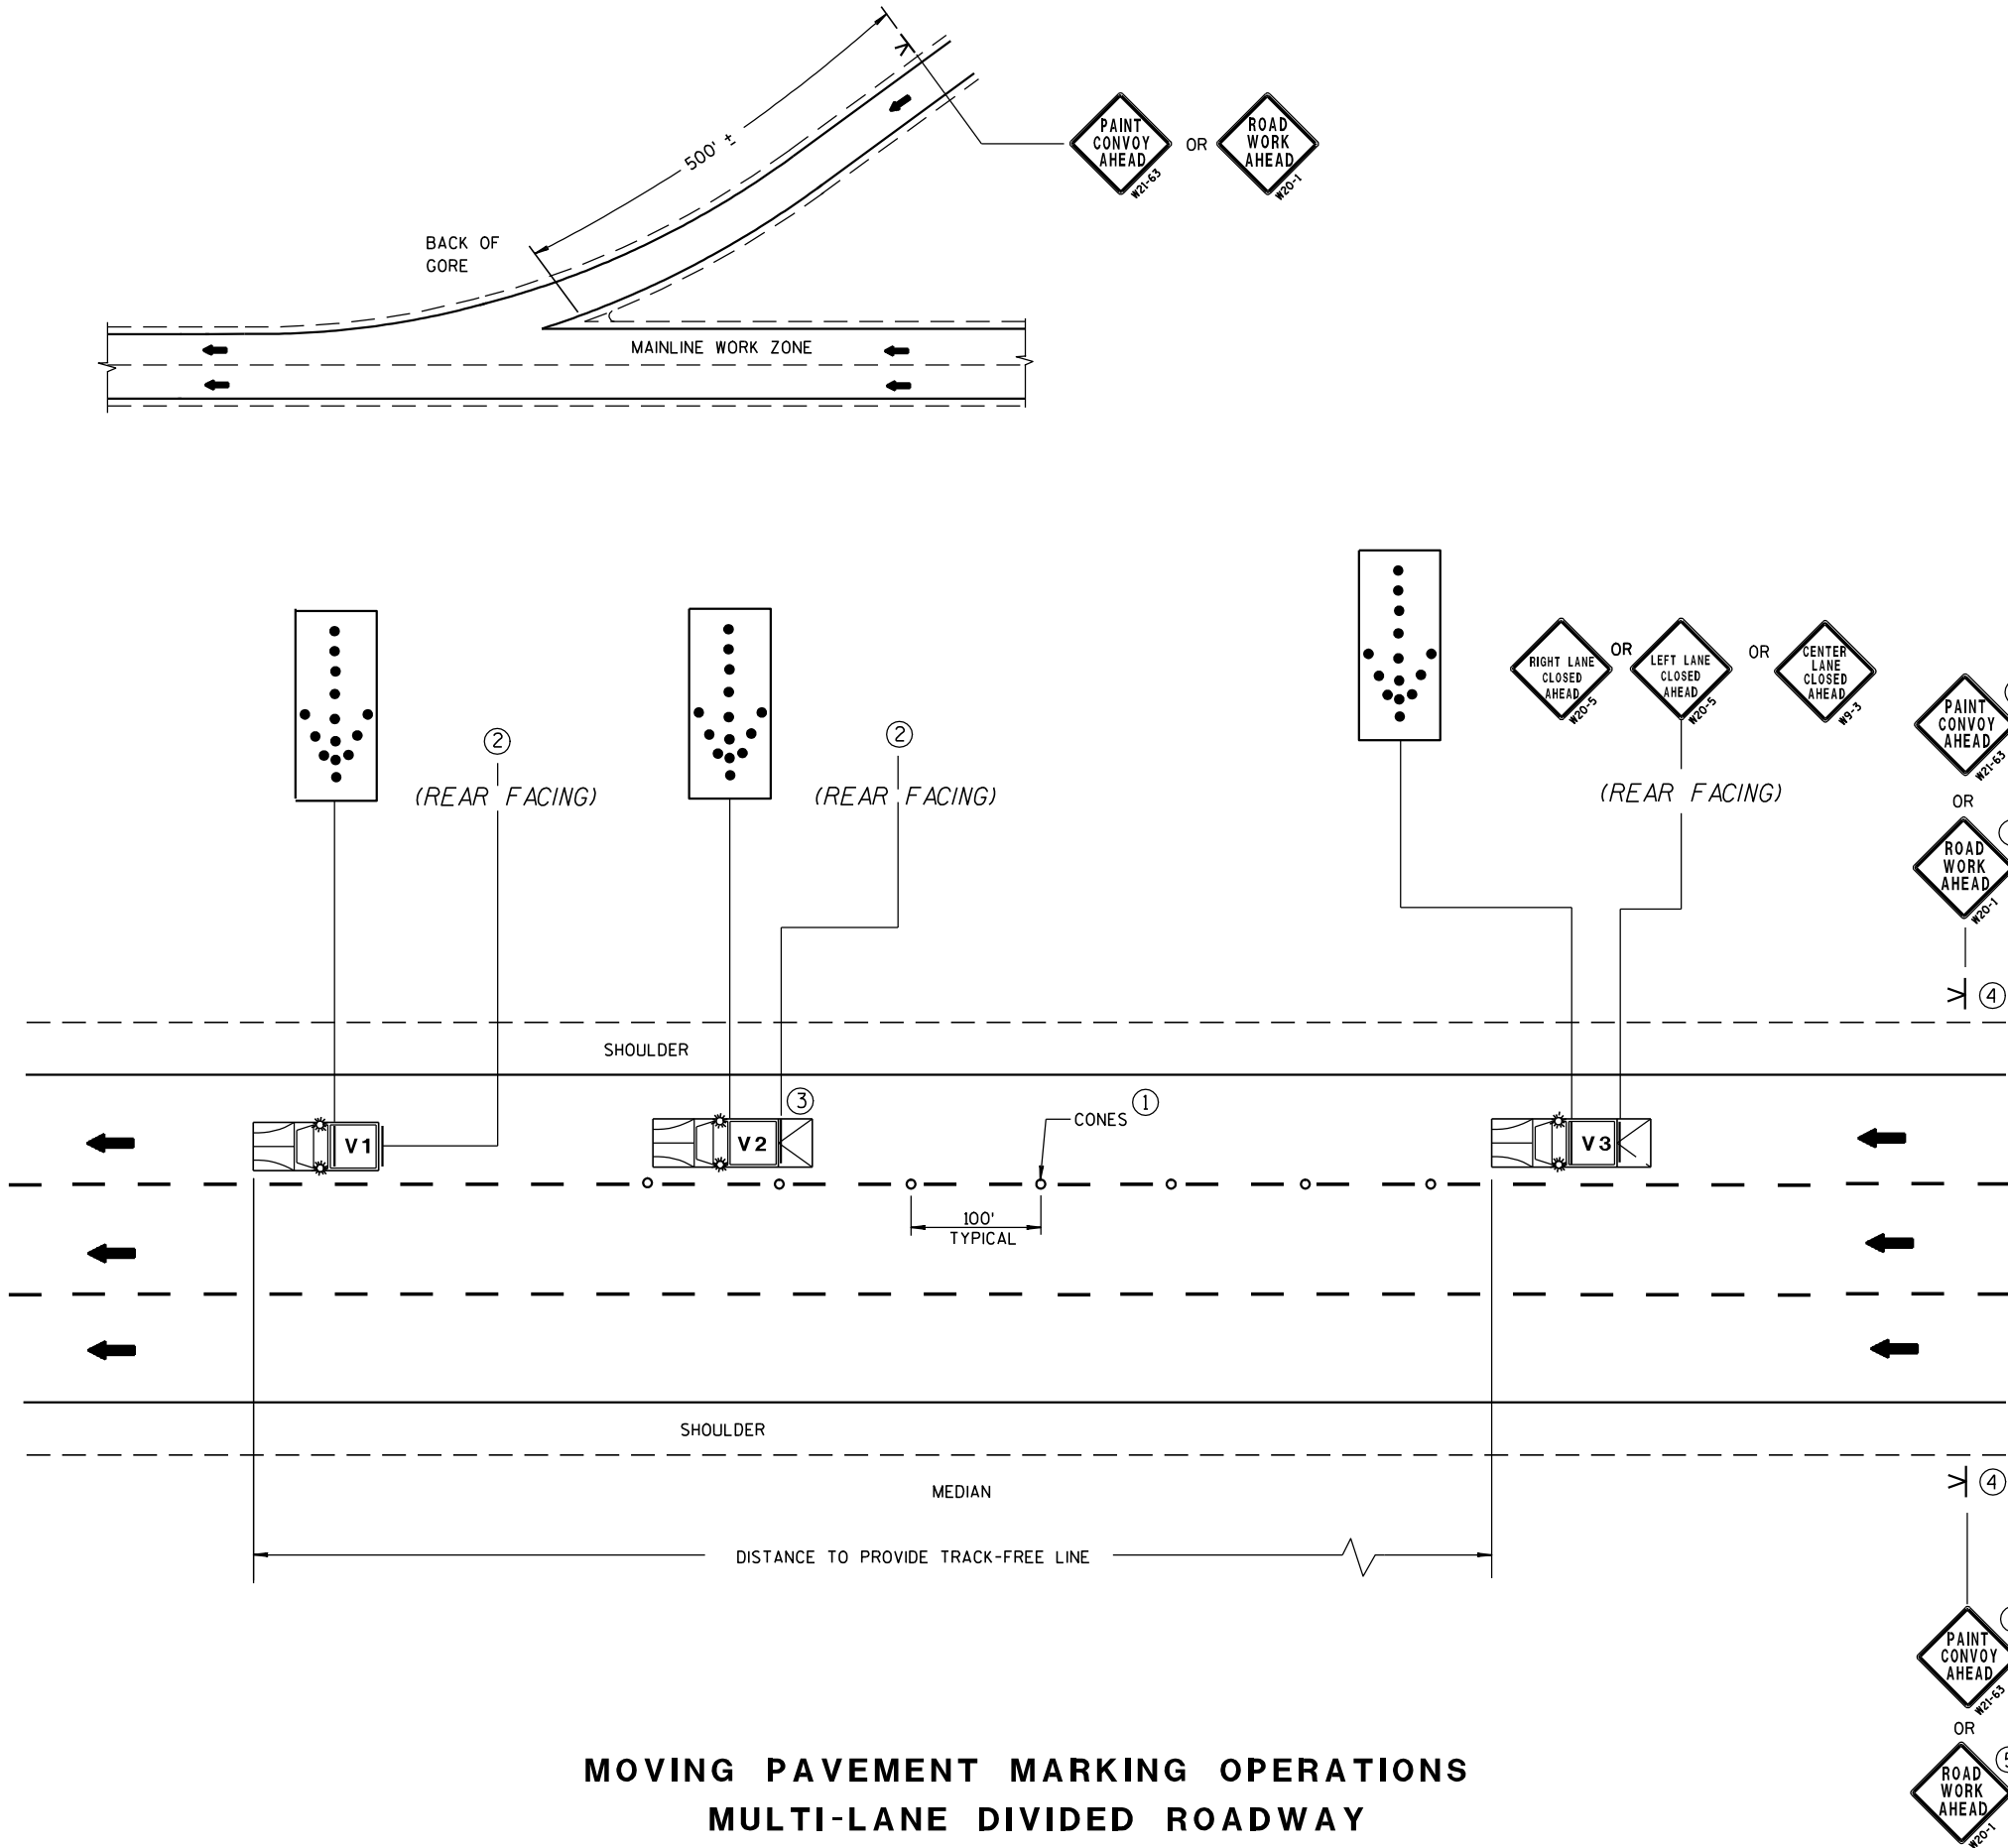 PAINT
CONVOY
AHEAD
W21-63
OR
ROAD
WORK
AHEAD
W20-1
500' ±
BACK OF
GORE
MAINLINE WORK ZONE
RIGHT LANE
CLOSED
AHEAD
W20-5
OR
LEFT LANE
CLOSED
AHEAD
W20-5
OR
CENTER
LANE
CLOSED
AHEAD
W9-3
PAINT
CONVOY
AHEAD
W21-63
OR
ROAD
WORK
AHEAD
W20-1
2
(REAR FACING)
2
(REAR FACING)
(REAR FACING)
4
SHOULDER
V1
V2
3
CONES
1
V3
100'
TYPICAL
SHOULDER
MEDIAN
4
DISTANCE TO PROVIDE TRACK-FREE LINE
PAINT
CONVOY
AHEAD
W21-63
OR
5
ROAD
WORK
AHEAD
W20-1
MOVING PAVEMENT MARKING OPERATIONS
MULTI-LANE DIVIDED ROADWAY